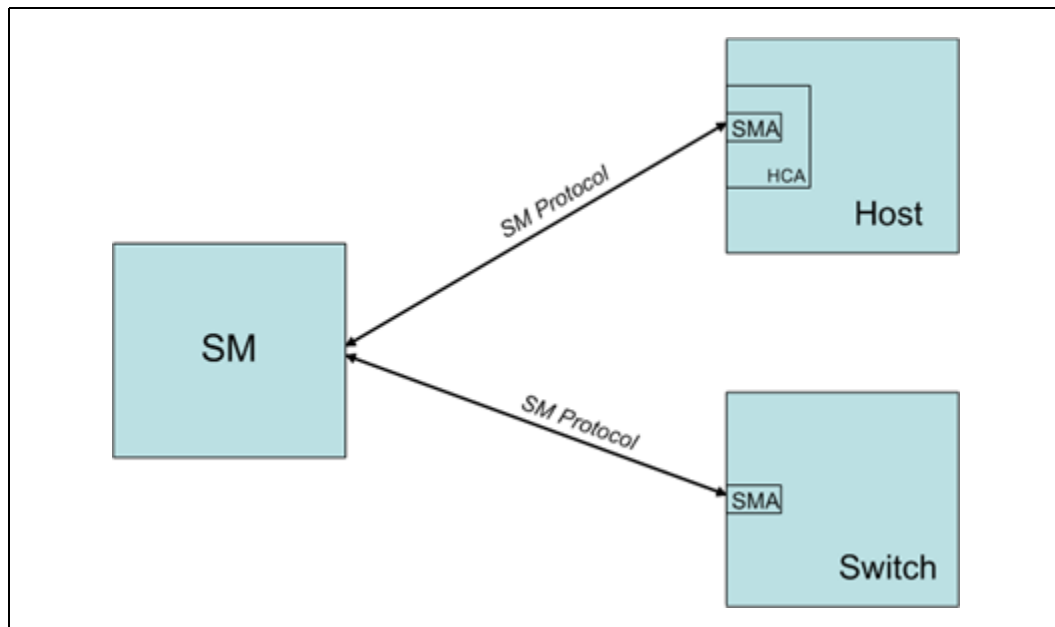 SMA
HCA
Host
SM Protocol
SM
SM Protocol
SMA
Switch